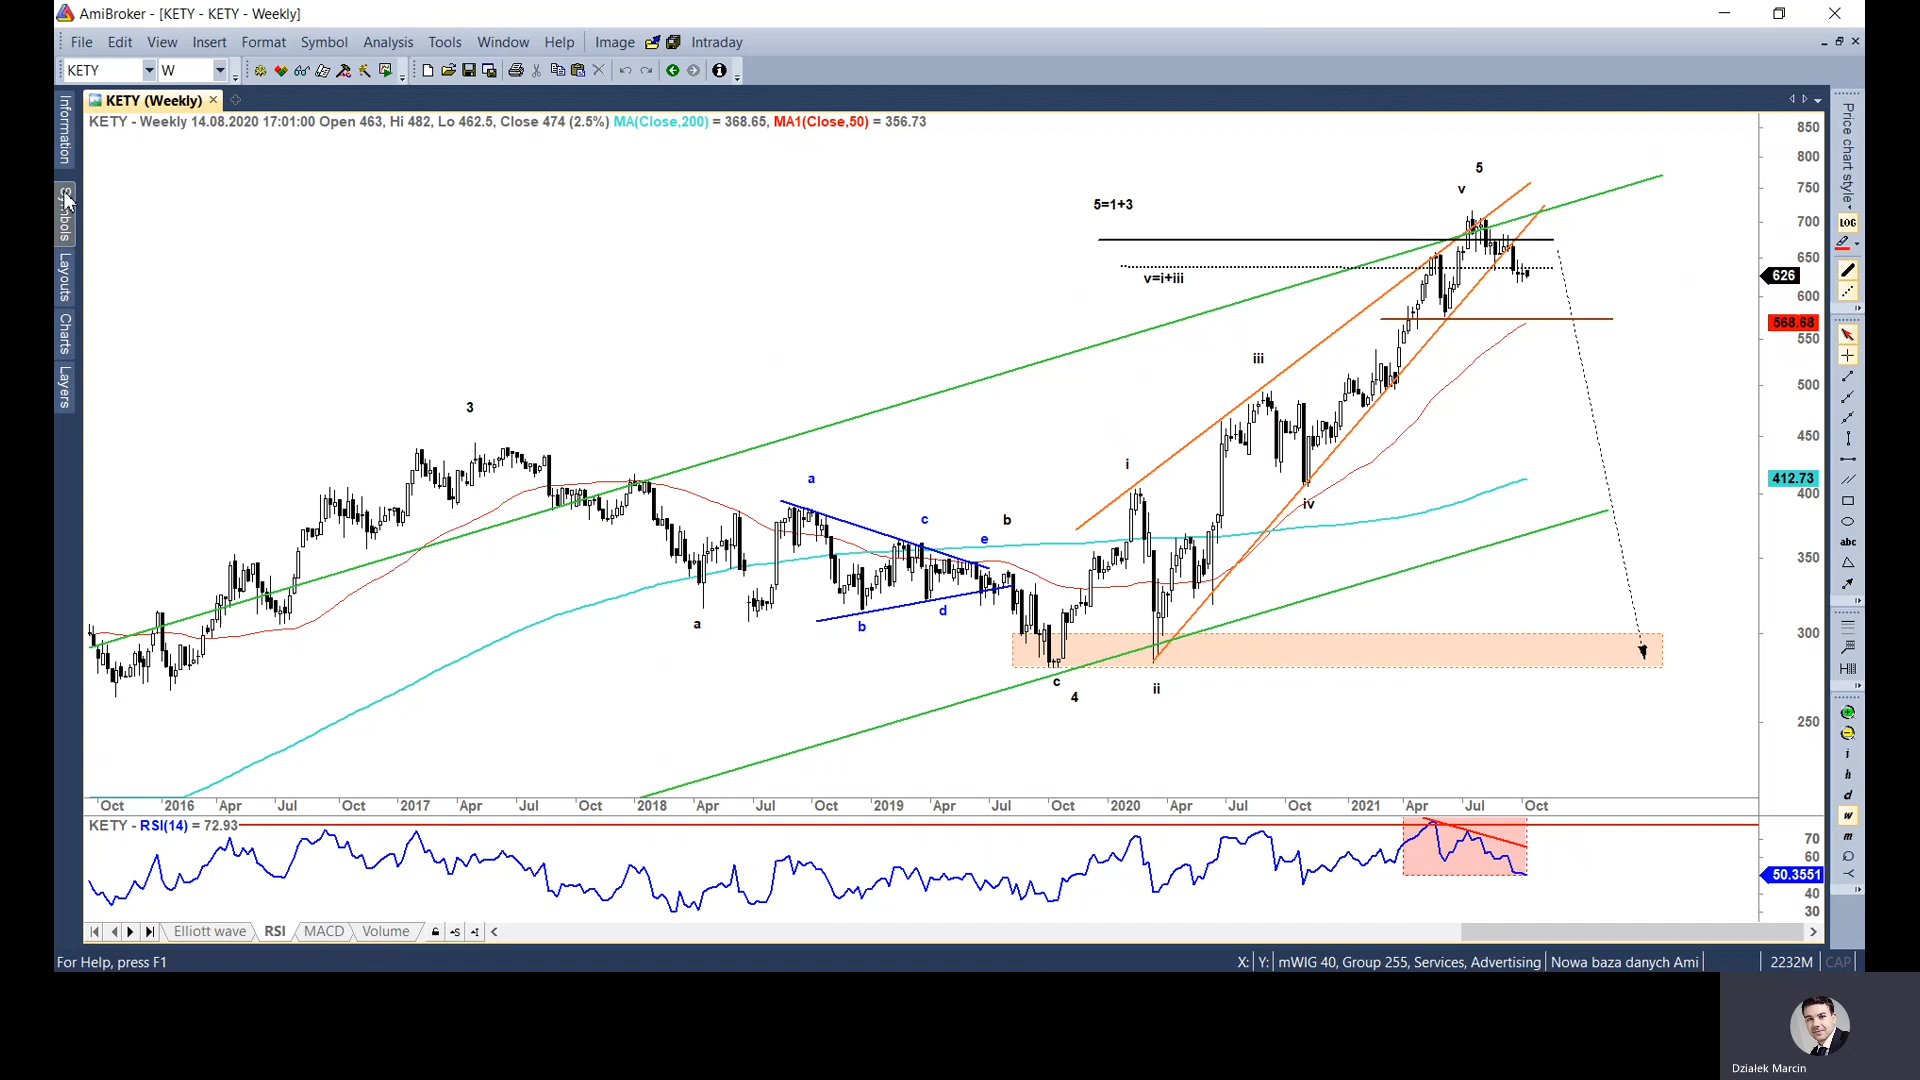 AmiBroker - [KETY - KETY - Weekly]
File Edit View Insert Format Symbol Analysis Tools Window Help Image Intraday
KETY W
KETY (Weekly)
KETY - Weekly 14.08.2020 17:01:00 Open 463, Hi 482, Lo 462.5, Close 474 (2.5%) MA(Close,200) = 368.65, MA1(Close,50) = 356.73
Information
Symbols
Layouts
Charts
Layers
Price chart style
LOG
abc
i
h
d
w
m
850
800
750
700
650
626
600
568.68
550
500
450
412.73
400
350
300
250
5
v
5=1+3
v=i+iii
iii
3
i
a
c
b
iv
e
d
a
b
c
4
ii
Oct 2016 Apr Jul Oct 2017 Apr Jul Oct 2018 Apr Jul Oct 2019 Apr Jul Oct 2020 Apr Jul Oct 2021 Apr Jul Oct
KETY - RSI(14) = 72.93
70
60
50.3551
40
30
Elliott wave RSI MACD Volume
For Help, press F1
X: Y: mWIG 40, Group 255, Services, Advertising Nowa baza danych Ami 2232M CAP
Działek Marcin